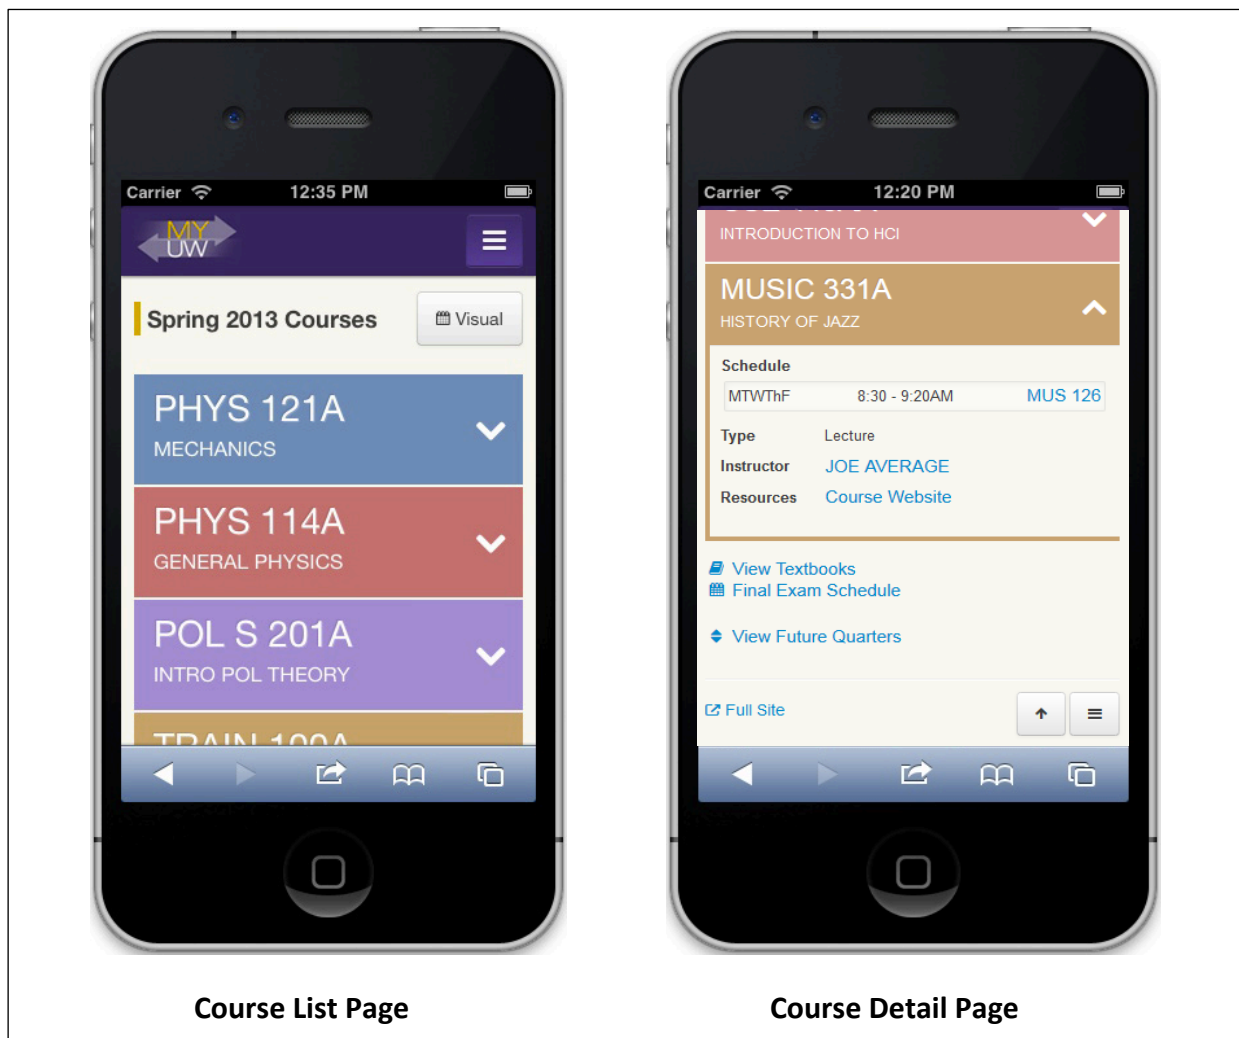 Carrier 12:35 PM
MY
UW
Spring 2013 Courses Visual
PHYS 121A
MECHANICS
PHYS 114A
GENERAL PHYSICS
POL S 201A
INTRO POL THEORY
TRAIN 100A
Course List Page
Carrier 12:20 PM
INTRODUCTION TO HCI
MUSIC 331A
HISTORY OF JAZZ
Schedule
MTWThF 8:30 - 9:20AM MUS 126
Type Lecture
Instructor JOE AVERAGE
Resources Course Website
View Textbooks
Final Exam Schedule
View Future Quarters
Full Site
Course Detail Page